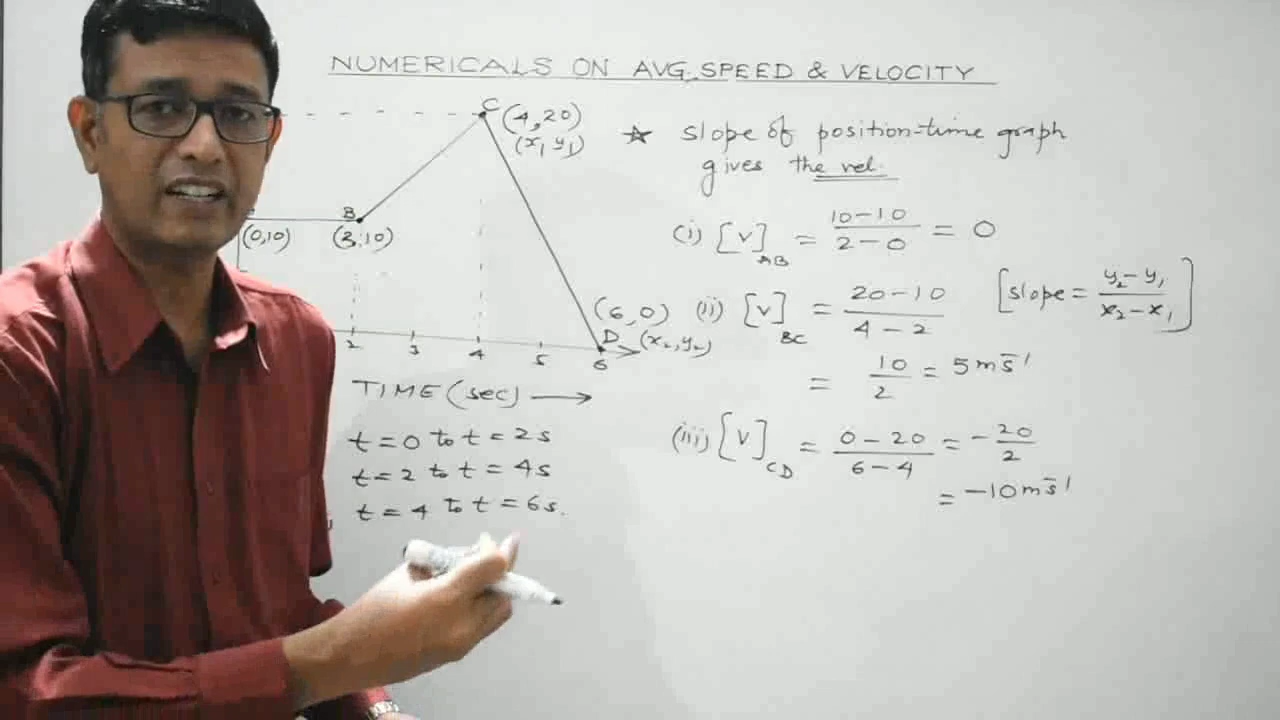 NUMERICALS ON AVG. SPEED & VELOCITY
C (4,20)
(x₁ y₁)
B
(0,10) (2,10)
(6,0)
D (x₂,y₂)
2 3 4 5 6
TIME (sec) ⟶
t = 0 to t = 2s
t = 2 to t = 4s
t = 4 to t = 6s.
★ slope of position-time graph
gives the vel.
(i) [v]AB = 10-10 / 2-0 = 0
(ii) [v]BC = 20-10 / 4-2 [slope = y₂-y₁ / x₂-x₁]
= 10 / 2 = 5 ms⁻¹
(iii) [v]CD = 0-20 / 6-4 = -20 / 2
= -10 ms⁻¹